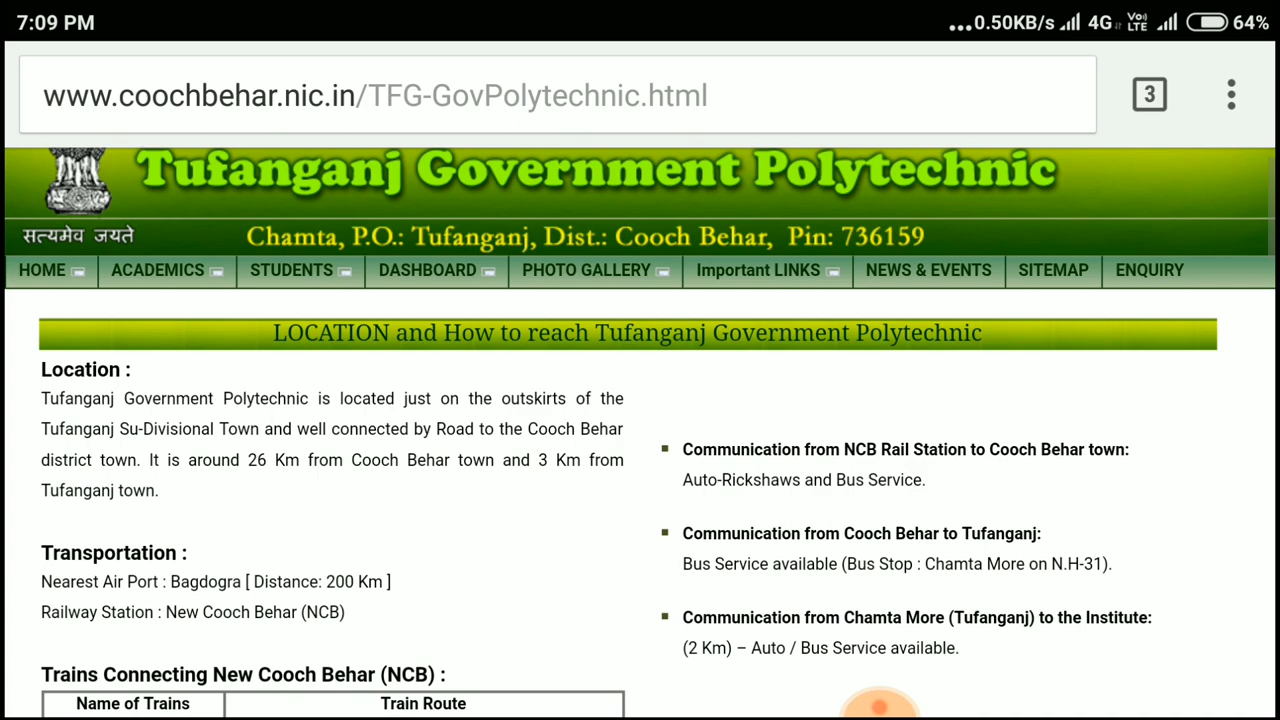 7:09 PM
...0.50KB/s 4G Vo) LTE 64%
www.coochbehar.nic.in/TFG-GovPolytechnic.html
3
Tufanganj Government Polytechnic
सत्यमेव जयते
Chamta, P.O.: Tufanganj, Dist.: Cooch Behar, Pin: 736159
HOME ACADEMICS STUDENTS DASHBOARD PHOTO GALLERY Important LINKS NEWS & EVENTS SITEMAP ENQUIRY
LOCATION and How to reach Tufanganj Government Polytechnic
Location :
Tufanganj Government Polytechnic is located just on the outskirts of the
Tufanganj Su-Divisional Town and well connected by Road to the Cooch Behar
district town. It is around 26 Km from Cooch Behar town and 3 Km from
Tufanganj town.
Transportation :
Nearest Air Port : Bagdogra [ Distance: 200 Km ]
Railway Station : New Cooch Behar (NCB)
Trains Connecting New Cooch Behar (NCB) :
Name of Trains Train Route
▪ Communication from NCB Rail Station to Cooch Behar town:
Auto-Rickshaws and Bus Service.
▪ Communication from Cooch Behar to Tufanganj:
Bus Service available (Bus Stop : Chamta More on N.H-31).
▪ Communication from Chamta More (Tufanganj) to the Institute:
(2 Km) – Auto / Bus Service available.